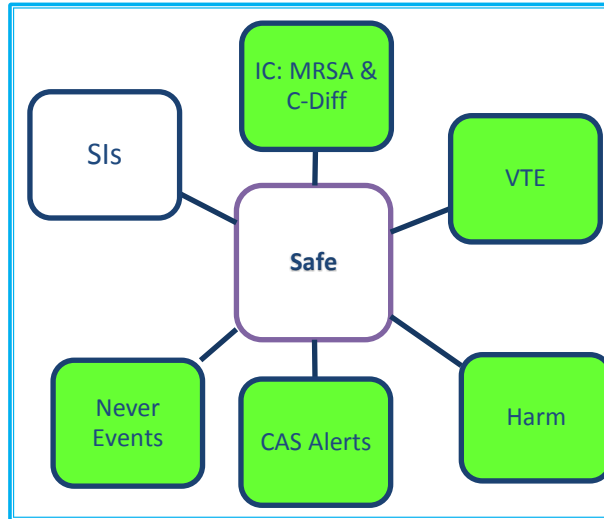 IC: MRSA &
C-Diff
SIs
VTE
Safe
Never
Events
CAS Alerts
Harm